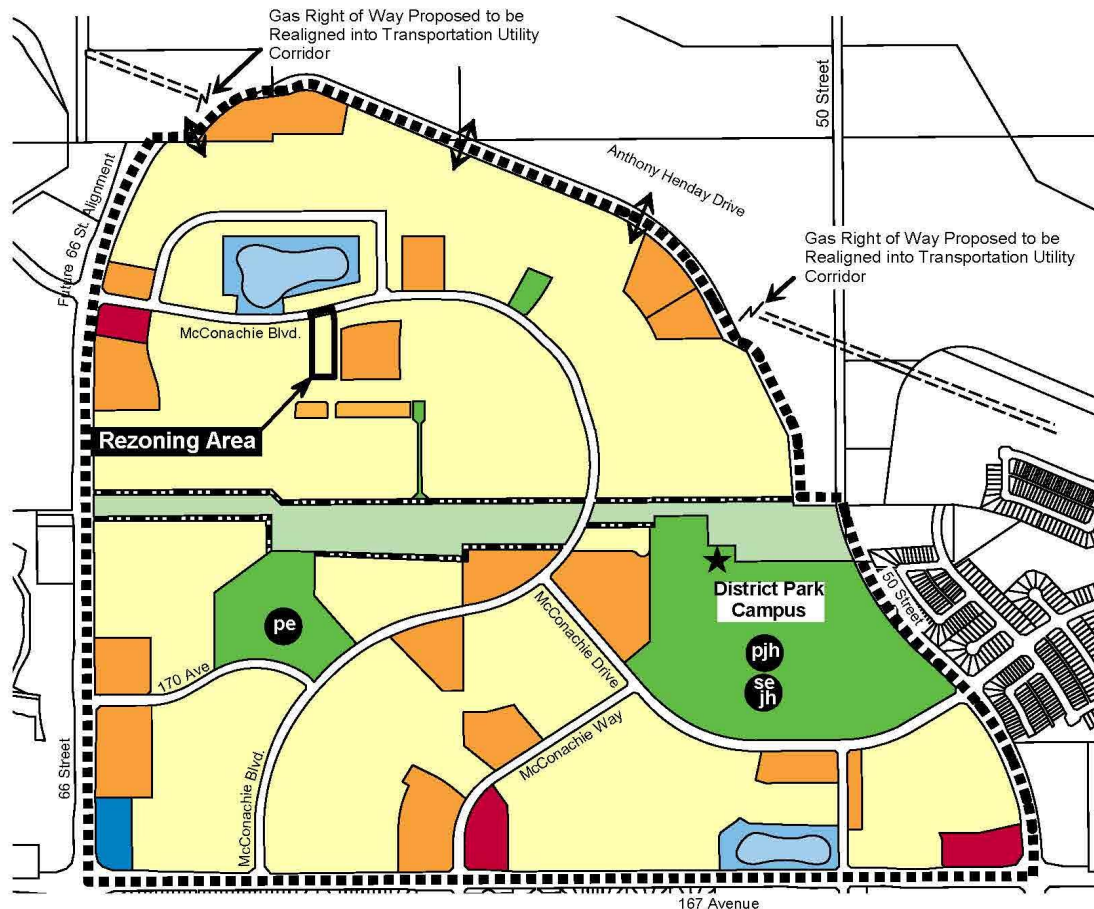 Gas Right of Way Proposed to be
Realigned into Transportation Utility
Corridor
50 Street
Anthony Henday Drive
Future 66 St. Alignment
Gas Right of Way Proposed to be
Realigned into Transportation Utility
Corridor
McConachie Blvd.
Rezoning Area
District Park
Campus
50 Street
pe
pjh
se
jh
McConachie Drive
170 Ave
McConachie Way
66 Street
McConachie Blvd.
167 Avenue